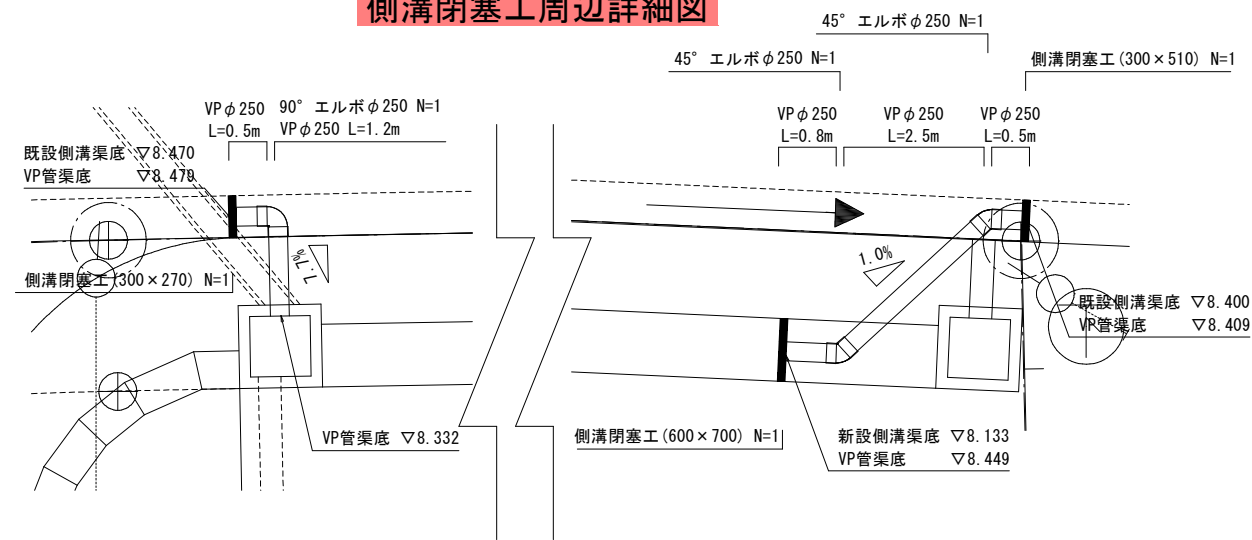 側溝閉塞工周辺詳細図
45° エルボφ250 N=1
45° エルボφ250 N=1
側溝閉塞工(300×510) N=1
VPφ250
L=0.5m
90° エルボφ250 N=1
VPφ250 L=1.2m
VPφ250
L=0.8m
VPφ250
L=2.5m
VPφ250
L=0.5m
既設側溝渠底 ▽8.470
VP管渠底 ▽8.479
1.0%
7.7%
側溝閉塞工(300×270) N=1
既設側溝渠底 ▽8.400
VP管渠底 ▽8.409
VP管渠底 ▽8.332
側溝閉塞工(600×700) N=1
新設側溝渠底 ▽8.133
VP管渠底 ▽8.449